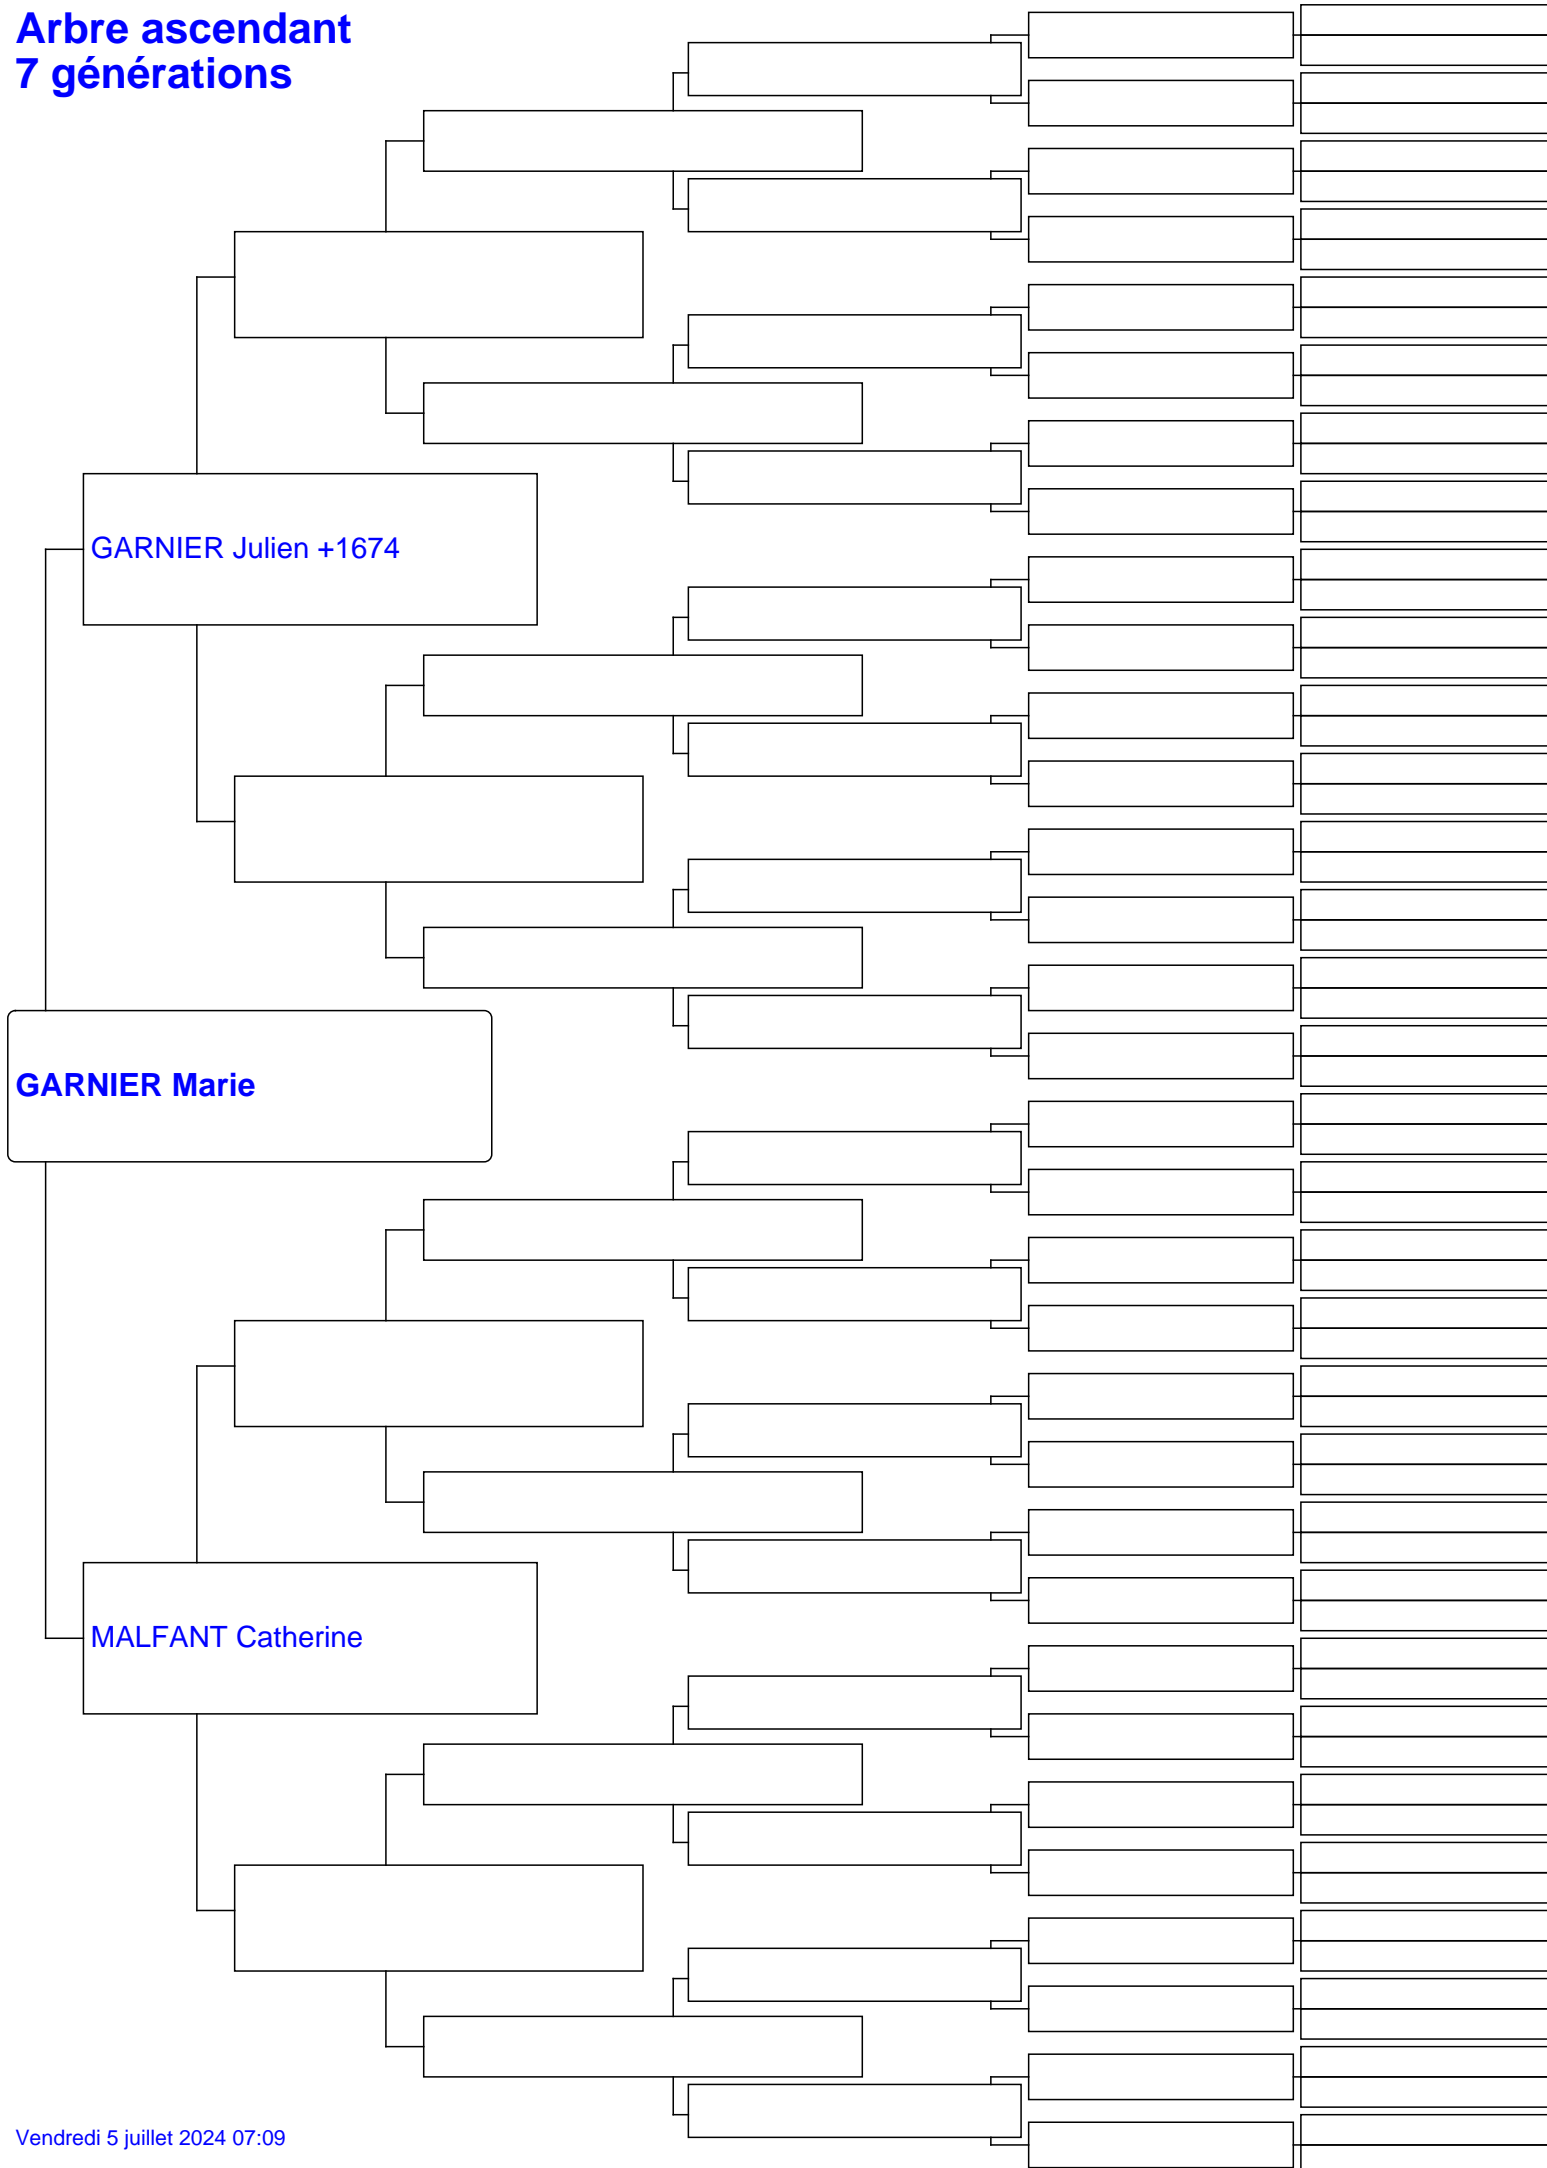 Arbre ascendant
7 générations
GARNIER Julien +1674
GARNIER Marie
MALFANT Catherine
Vendredi 5 juillet 2024 07:09